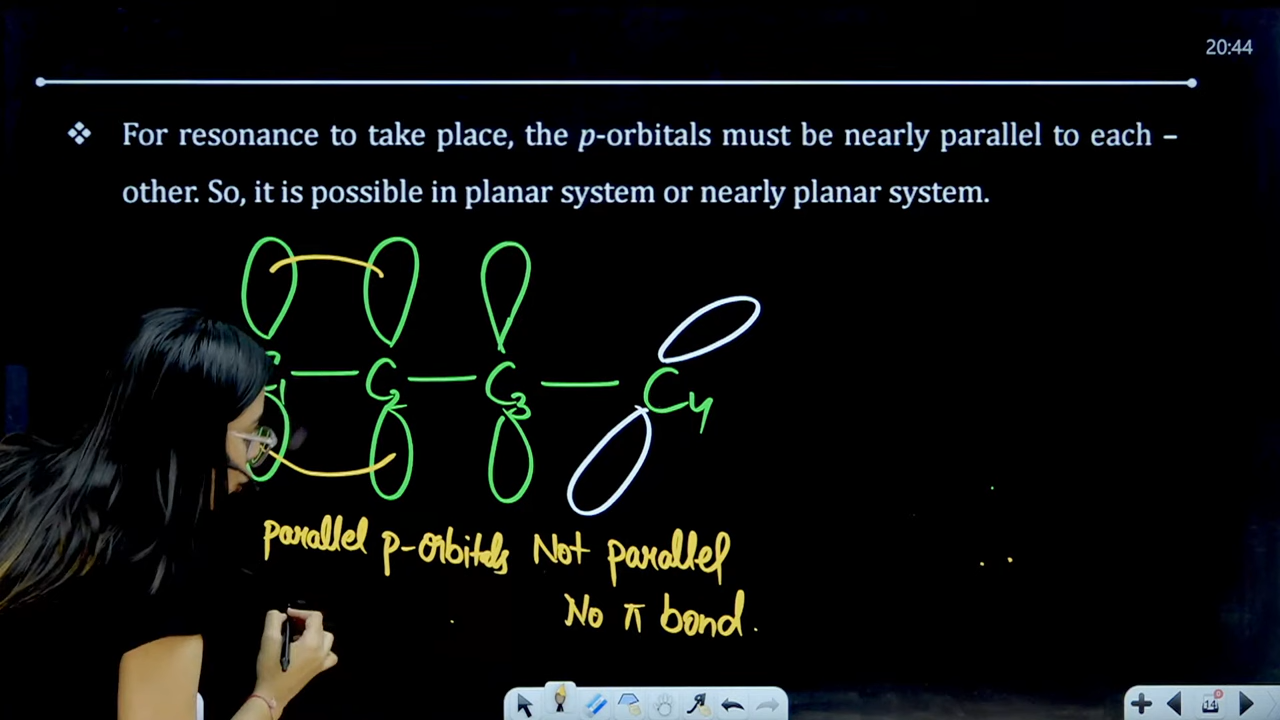 20:44
❖ For resonance to take place, the p-orbitals must be nearly parallel to each –
other. So, it is possible in planar system or nearly planar system.
C₂ C₃ C₄
parallel p-orbitals Not parallel
No π bond.
14